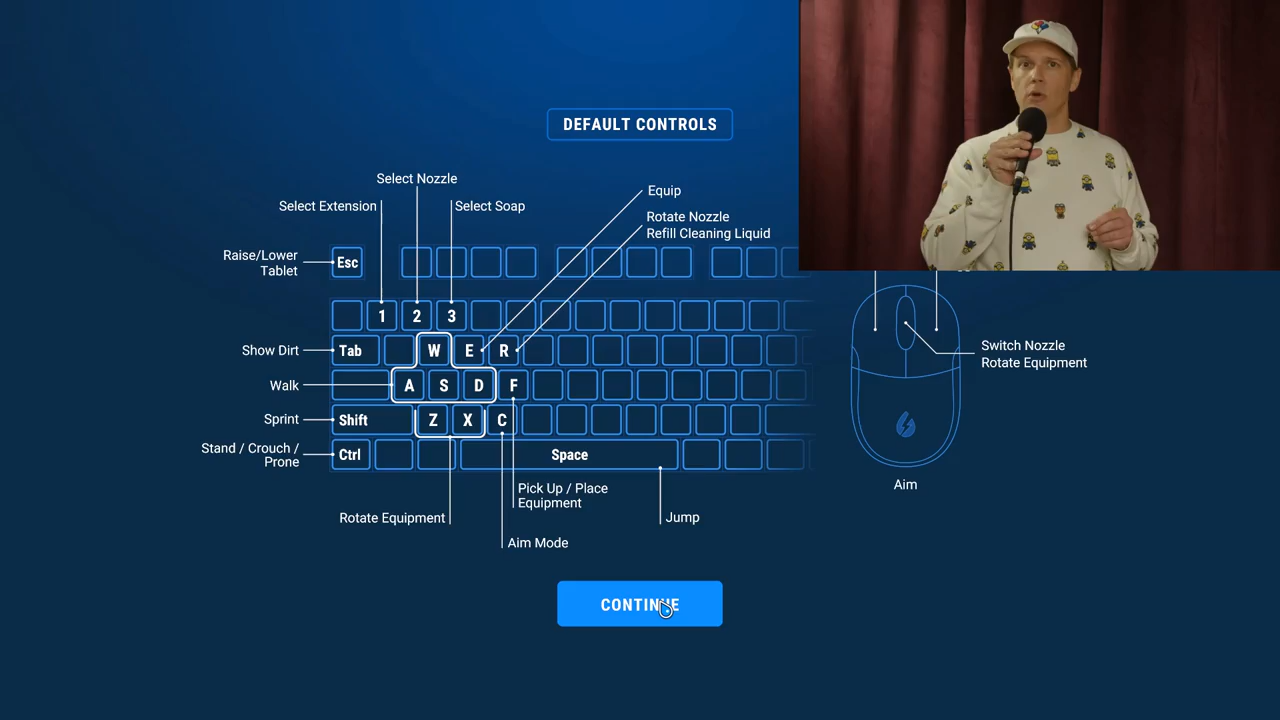 DEFAULT CONTROLS
Select Nozzle
Select Extension
Select Soap
Equip
Rotate Nozzle
Refill Cleaning Liquid
Raise/Lower
Tablet
Esc
1
2
3
Show Dirt
Tab
W
E
R
Switch Nozzle
Rotate Equipment
Walk
A
S
D
F
Sprint
Shift
Z
X
C
Stand / Crouch /
Prone
Ctrl
Space
Aim
Pick Up / Place
Equipment
Rotate Equipment
Jump
Aim Mode
CONTINUE